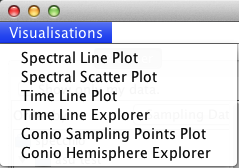 Visualisations
Spectral Line Plot
Spectral Scatter Plot
Time Line Plot
Time Line Explorer
Gonio Sampling Points Plot
Gonio Hemisphere Explorer